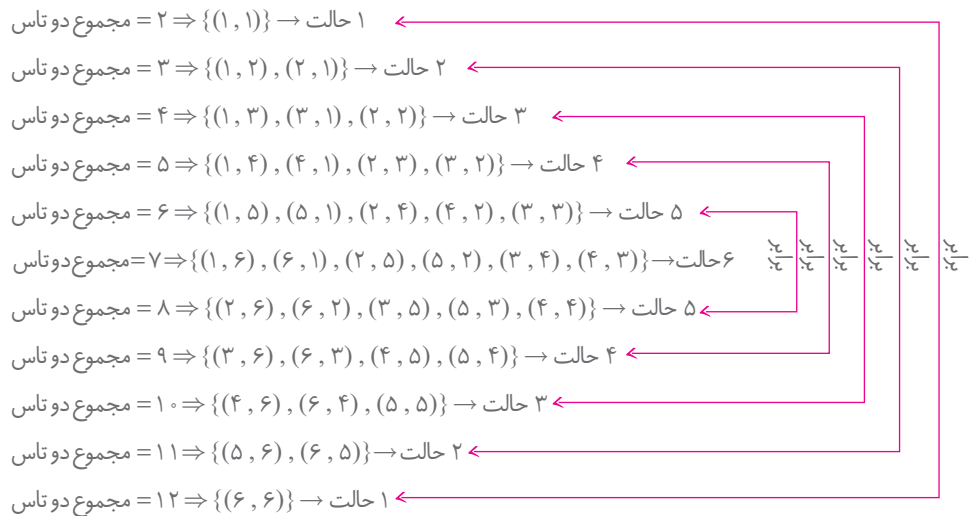 مجموع دو تاس = ۲ ⇒ {(۱ , ۱)} → ۱ حالت
مجموع دو تاس = ۳ ⇒ {(۱ , ۲) , (۲ , ۱)} → ۲ حالت
مجموع دو تاس = ۴ ⇒ {(۱ , ۳) , (۳ , ۱) , (۲ , ۲)} → ۳ حالت
مجموع دو تاس = ۵ ⇒ {(۱ , ۴) , (۴ , ۱) , (۲ , ۳) , (۳ , ۲)} → ۴ حالت
مجموع دو تاس = ۶ ⇒ {(۱ , ۵) , (۵ , ۱) , (۲ , ۴) , (۴ , ۲) , (۳ , ۳)} → ۵ حالت
مجموع دو تاس = ۷ ⇒ {(۱ , ۶) , (۶ , ۱) , (۲ , ۵) , (۵ , ۲) , (۳ , ۴) , (۴ , ۳)} → ۶ حالت
مجموع دو تاس = ۸ ⇒ {(۲ , ۶) , (۶ , ۲) , (۳ , ۵) , (۵ , ۳) , (۴ , ۴)} → ۵ حالت
مجموع دو تاس = ۹ ⇒ {(۳ , ۶) , (۶ , ۳) , (۴ , ۵) , (۵ , ۴)} → ۴ حالت
مجموع دو تاس = ۱۰ ⇒ {(۴ , ۶) , (۶ , ۴) , (۵ , ۵)} → ۳ حالت
مجموع دو تاس = ۱۱ ⇒ {(۵ , ۶) , (۶ , ۵)} → ۲ حالت
مجموع دو تاس = ۱۲ ⇒ {(۶ , ۶)} → ۱ حالت
برابر
برابر
برابر
برابر
برابر
برابر